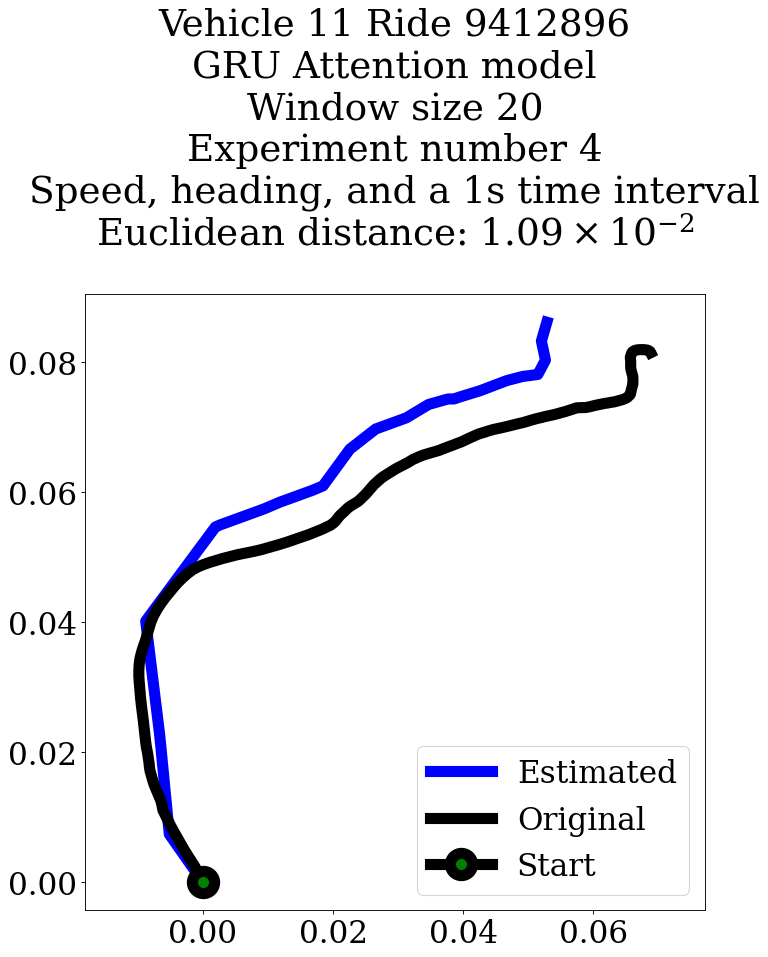 Vehicle 11 Ride 9412896
GRU Attention model
Window size 20
Experiment number 4
Speed, heading, and a 1s time interval
Euclidean distance: 1.09 × 10⁻²
0.08
0.06
0.04
0.02
0.00
Estimated
Original
Start
0.00 0.02 0.04 0.06